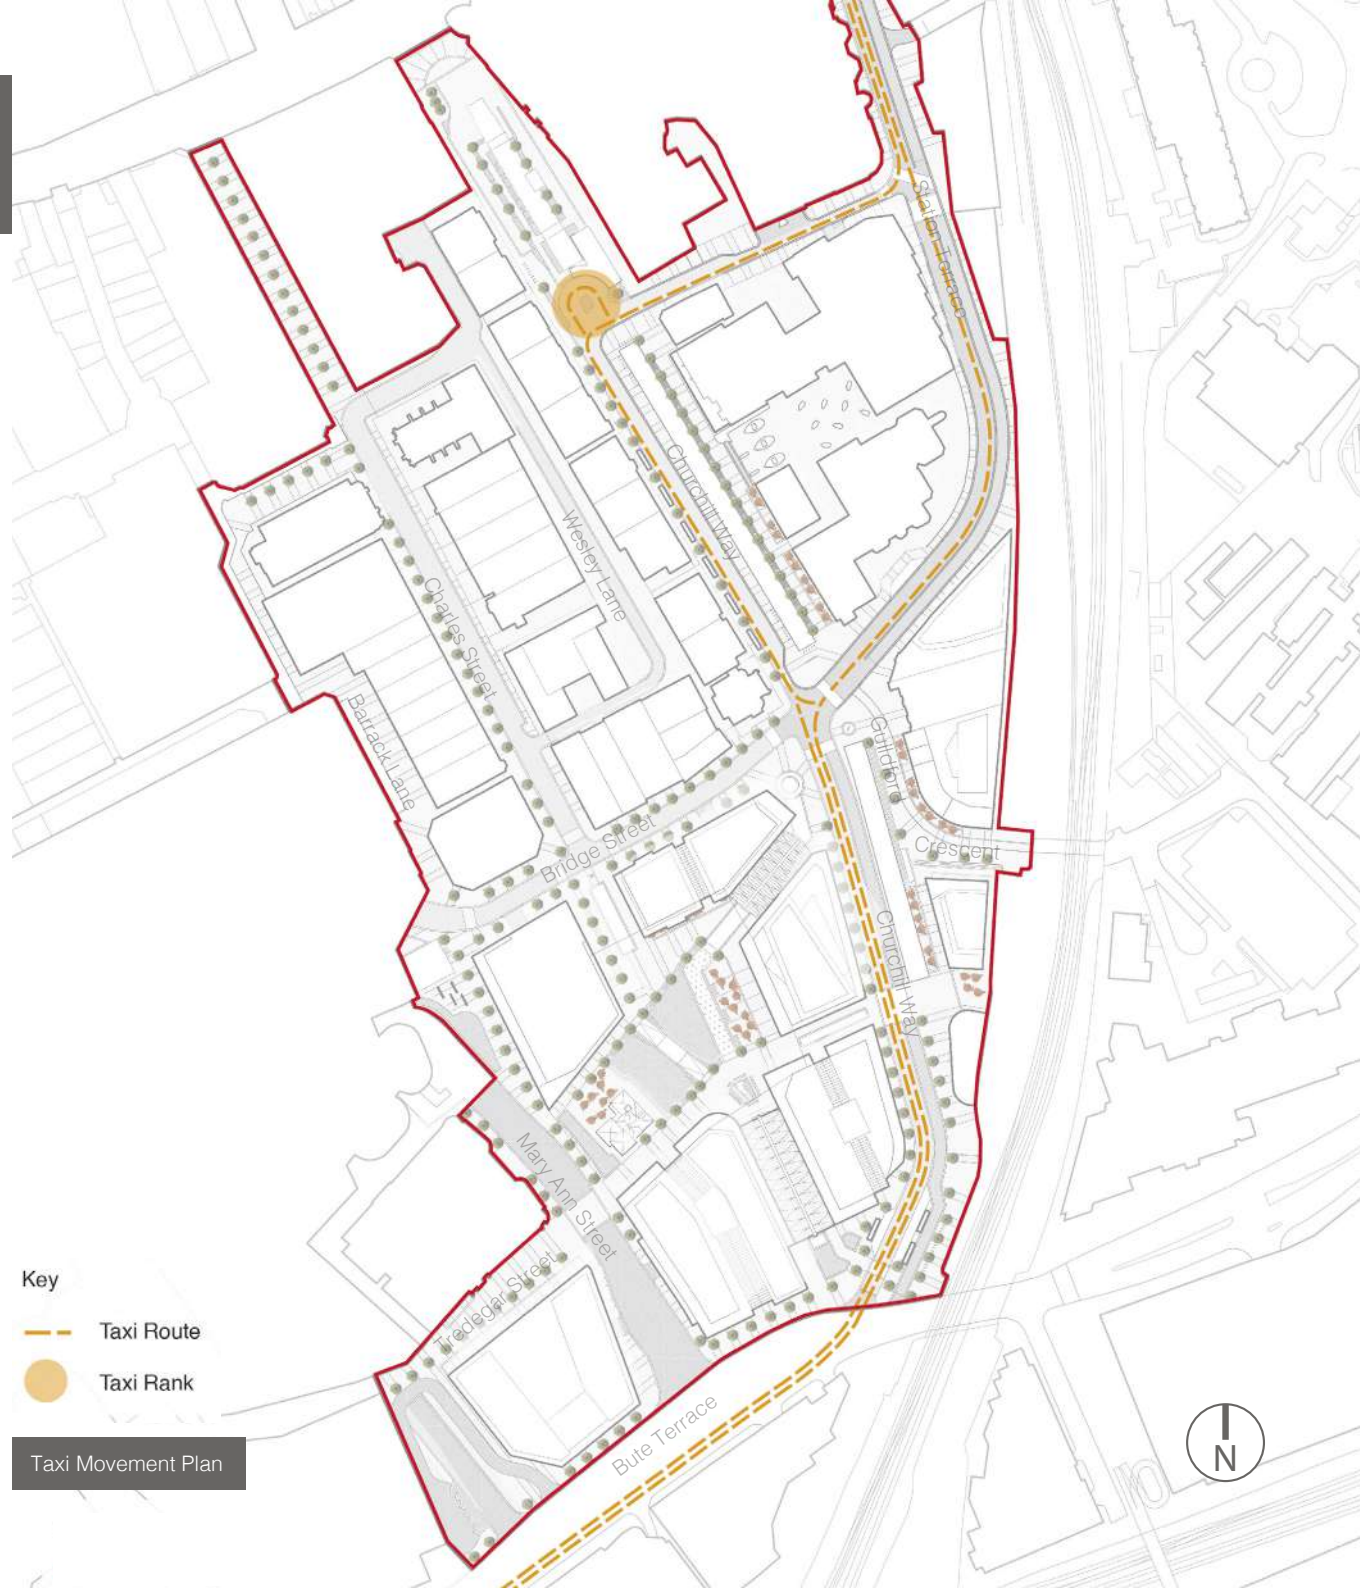 Station Terrace
Churchill Way
Wesley Lane
Charles Street
Barrack Lane
Guildford
Crescent
Bridge Street
Churchill Way
Mary Ann Street
Tredegar Street
Bute Terrace
Key
Taxi Route
Taxi Rank
Taxi Movement Plan
N